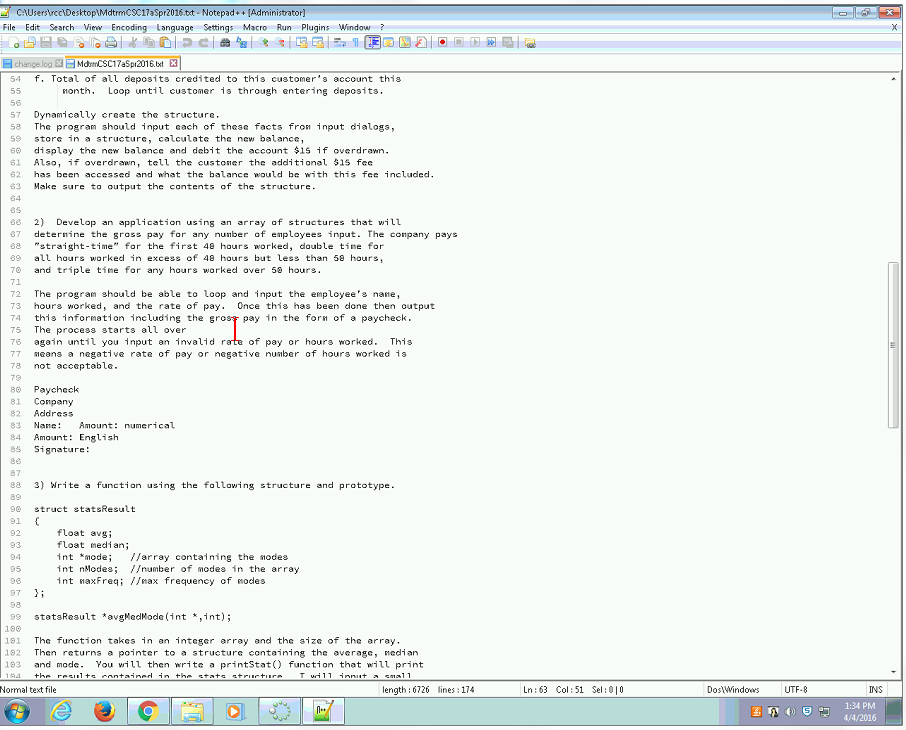 C:\Users\rcc\Desktop\MdtrmCSC17aSpr2016.txt - Notepad++ [Administrator]
File Edit Search View Encoding Language Settings Macro Run Plugins Window ? X
change.log MdtrmCSC17aSpr2016.txt
54 f. Total of all deposits credited to this customer's account this
55 month. Loop until customer is through entering deposits.
56
57 Dynamically create the structure.
58 The program should input each of these facts from input dialogs,
59 store in a structure, calculate the new balance,
60 display the new balance and debit the account $15 if overdrawn.
61 Also, if overdrawn, tell the customer the additional $15 fee
62 has been accessed and what the balance would be with this fee included.
63 Make sure to output the contents of the structure.
64
65
66 2) Develop an application using an array of structures that will
67 determine the gross pay for any number of employees input. The company pays
68 "straight-time" for the first 40 hours worked, double time for
69 all hours worked in excess of 40 hours but less than 50 hours,
70 and triple time for any hours worked over 50 hours.
71
72 The program should be able to loop and input the employee's name,
73 hours worked, and the rate of pay. Once this has been done then output
74 this information including the gross pay in the form of a paycheck.
75 The process starts all over
76 again until you input an invalid rate of pay or hours worked. This
77 means a negative rate of pay or negative number of hours worked is
78 not acceptable.
79
80 Paycheck
81 Company
82 Address
83 Name: Amount: numerical
84 Amount: English
85 Signature:
86
87
88 3) Write a function using the following structure and prototype.
89
90 struct statsResult
91 {
92 float avg;
93 float median;
94 int *mode; //array containing the modes
95 int nModes; //number of modes in the array
96 int maxFreq; //max frequency of modes
97 };
98
99 statsResult *avgMedMode(int *,int);
100
101 The function takes in an integer array and the size of the array.
102 Then returns a pointer to a structure containing the average, median
103 and mode. You will then write a printStat() function that will print
104 the results contained in the stats structure. I will input a small
Normal text file length : 6726 lines : 174 Ln : 63 Col : 51 Sel : 0 | 0 Dos\Windows UTF-8 INS
1:34 PM
4/4/2016